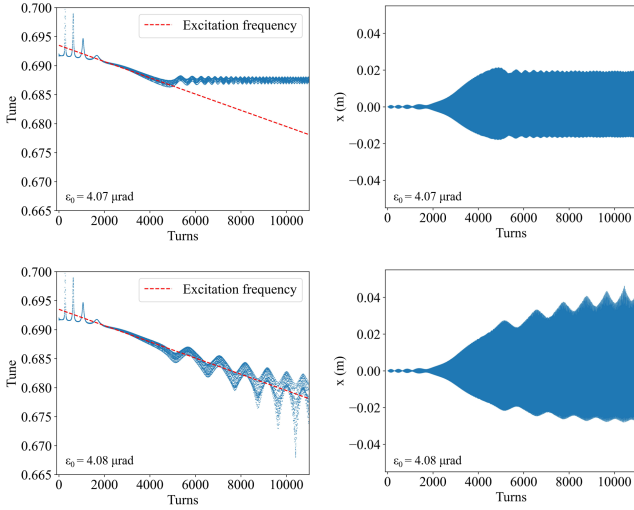 0.700
0.695
0.690
0.685
0.680
0.675
0.670
0.665
Tune
Excitation frequency
ε₀ = 4.07 μrad
0 2000 4000 6000 8000 10000
Turns
0.04
0.02
0.00
−0.02
−0.04
x (m)
ε₀ = 4.07 μrad
0 2000 4000 6000 8000 10000
Turns
0.700
0.695
0.690
0.685
0.680
0.675
0.670
0.665
Tune
Excitation frequency
ε₀ = 4.08 μrad
0 2000 4000 6000 8000 10000
Turns
0.04
0.02
0.00
−0.02
−0.04
x (m)
ε₀ = 4.08 μrad
0 2000 4000 6000 8000 10000
Turns